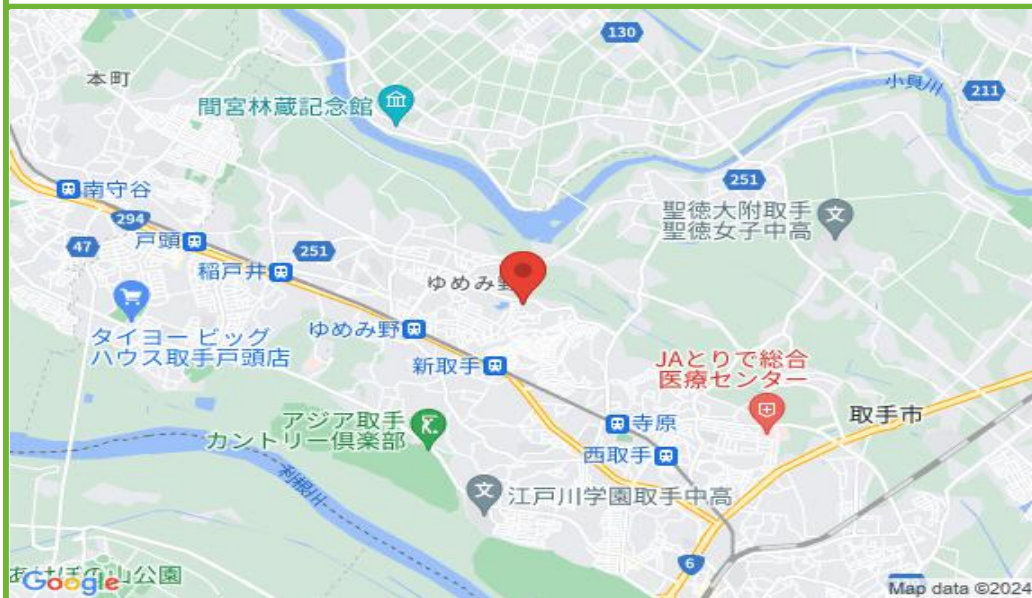 130
本町
小貝川
211
間宮林蔵記念館
251
南守谷
聖徳大附取手
聖徳女子中高
294
47
戸頭
251
稲戸井
ゆめみ野
タイヨー ビッグ
ハウス取手戸頭店
ゆめみ野
新取手
JAとりで総合
医療センター
取手市
アジア取手
カントリー倶楽部
寺原
西取手
利根川
江戸川学園取手中高
6
山公園
Google
Map data ©2024